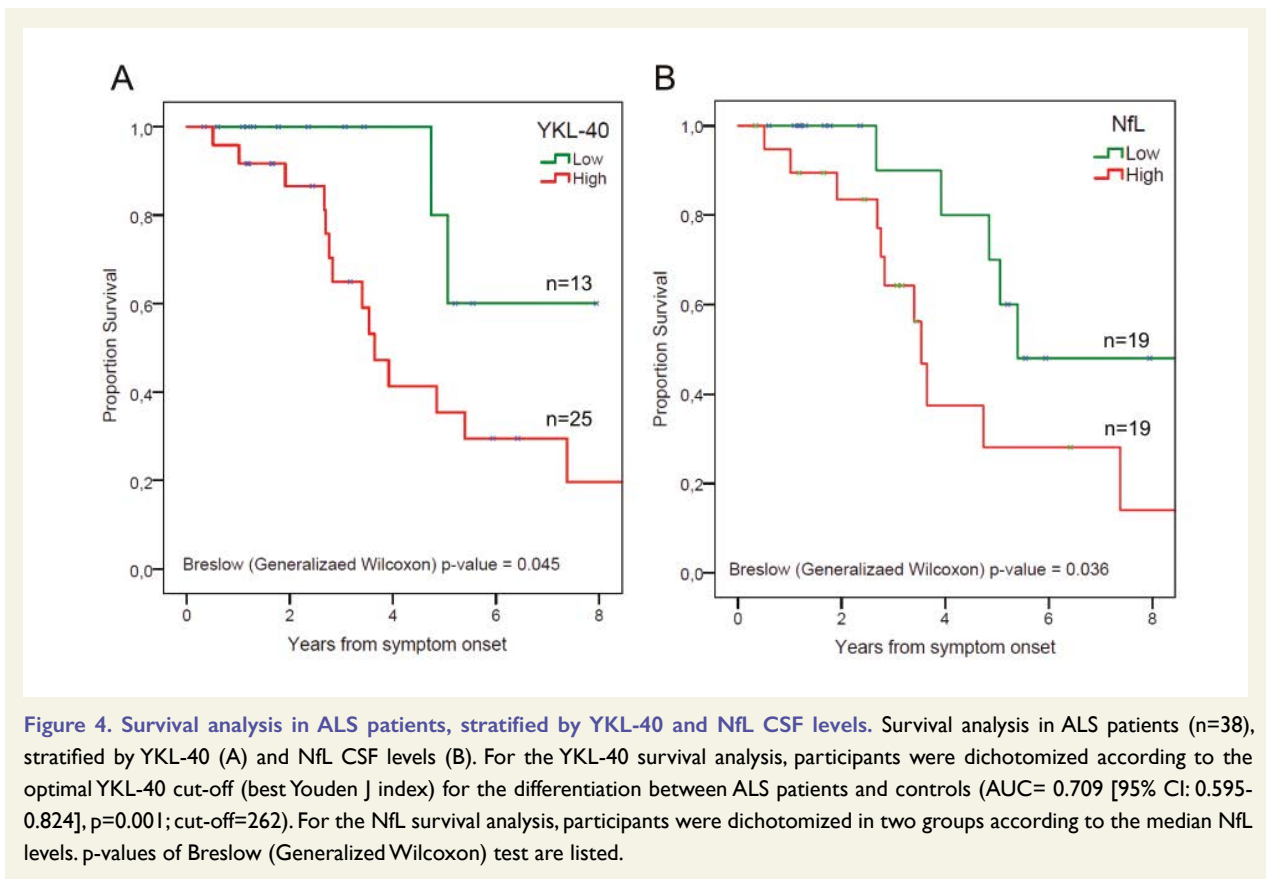 A
YKL-40
Low
High
1,0
0,8
0,6
0,4
0,2
0,0
Proportion Survival
n=13
n=25
Breslow (Generalizaed Wilcoxon) p-value = 0.045
0 2 4 6 8
Years from symptom onset
B
NfL
Low
High
1,0
0,8
0,6
0,4
0,2
0,0
Proportion Survival
n=19
n=19
Breslow (Generalizaed Wilcoxon) p-value = 0.036
0 2 4 6 8
Years from symptom onset
Figure 4. Survival analysis in ALS patients, stratified by YKL-40 and NfL CSF levels. Survival analysis in ALS patients (n=38),
stratified by YKL-40 (A) and NfL CSF levels (B). For the YKL-40 survival analysis, participants were dichotomized according to the
optimal YKL-40 cut-off (best Youden J index) for the differentiation between ALS patients and controls (AUC= 0.709 [95% CI: 0.595-
0.824], p=0.001; cut-off=262). For the NfL survival analysis, participants were dichotomized in two groups according to the median NfL
levels. p-values of Breslow (Generalized Wilcoxon) test are listed.